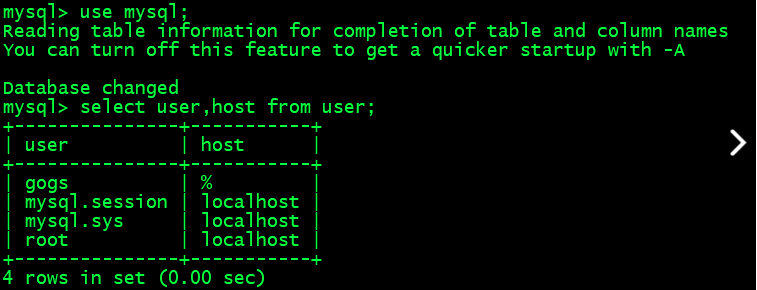 mysql> use mysql;
Reading table information for completion of table and column names
You can turn off this feature to get a quicker startup with -A
Database changed
mysql> select user,host from user;
+---------------+-----------+
| user          | host      |
+---------------+-----------+
| gogs          | %         |
| mysql.session | localhost |
| mysql.sys     | localhost |
| root          | localhost |
+---------------+-----------+
4 rows in set (0.00 sec)